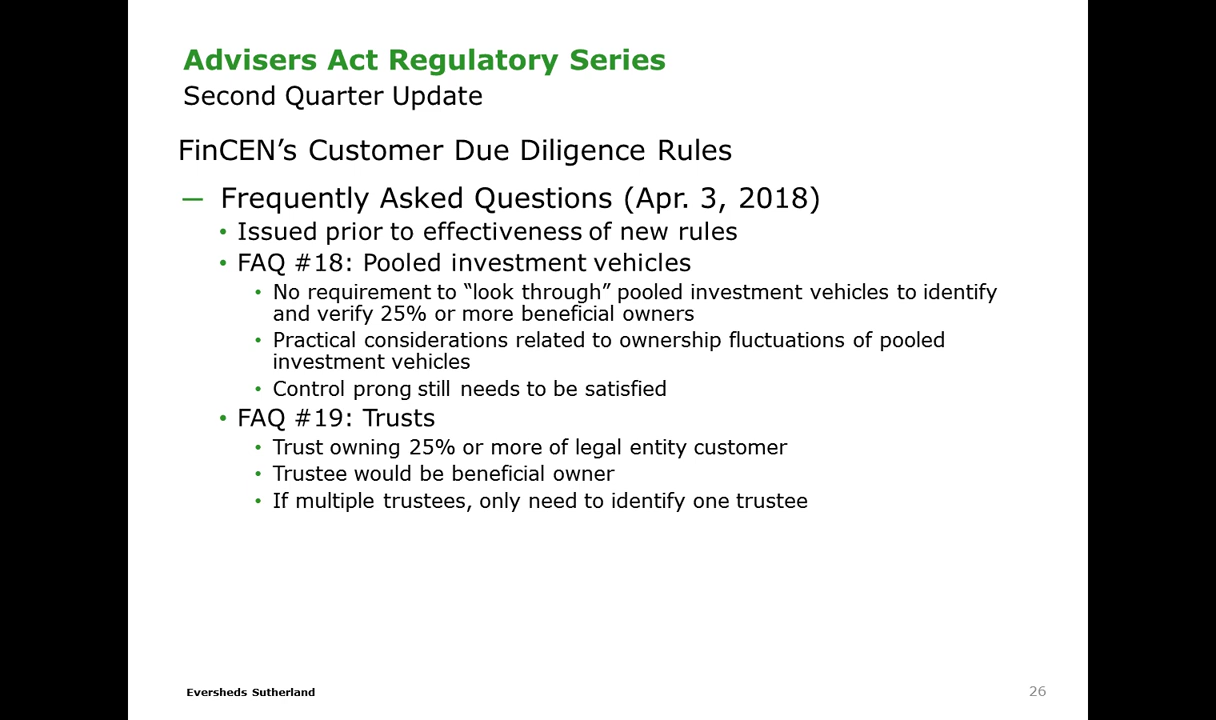 Advisers Act Regulatory Series
Second Quarter Update
FinCEN’s Customer Due Diligence Rules
— Frequently Asked Questions (Apr. 3, 2018)
• Issued prior to effectiveness of new rules
• FAQ #18: Pooled investment vehicles
• No requirement to “look through” pooled investment vehicles to identify
and verify 25% or more beneficial owners
• Practical considerations related to ownership fluctuations of pooled
investment vehicles
• Control prong still needs to be satisfied
• FAQ #19: Trusts
• Trust owning 25% or more of legal entity customer
• Trustee would be beneficial owner
• If multiple trustees, only need to identify one trustee
Eversheds Sutherland
26